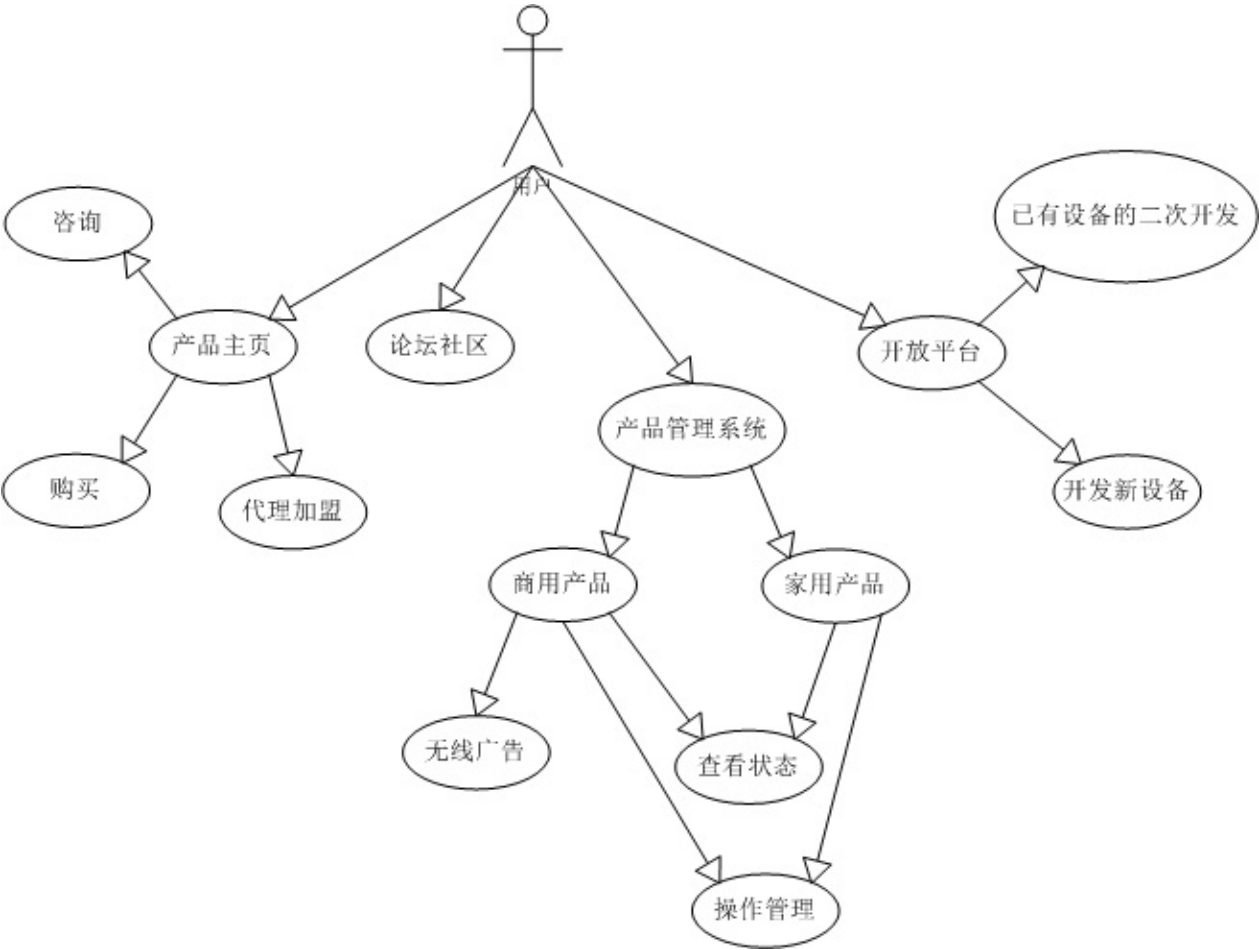 用户
咨询
已有设备的二次开发
产品主页
论坛社区
开放平台
产品管理系统
购买
代理加盟
开发新设备
商用产品
家用产品
无线广告
查看状态
操作管理